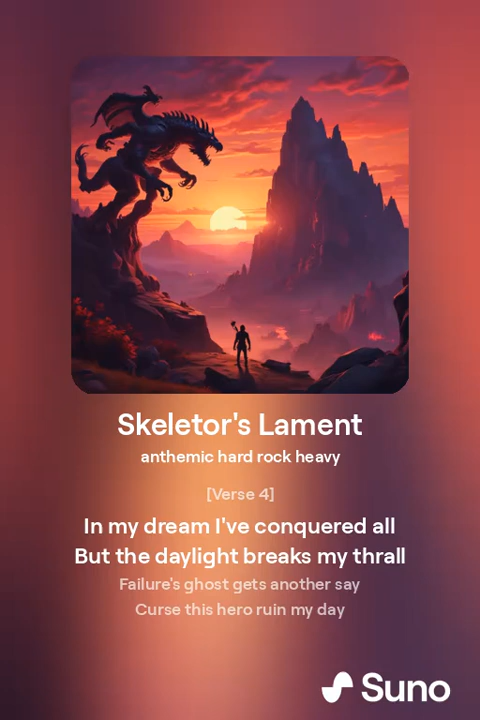 Skeletor's Lament
anthemic hard rock heavy
[Verse 4]
In my dream I've conquered all
But the daylight breaks my thrall
Failure's ghost gets another say
Curse this hero ruin my day
Suno